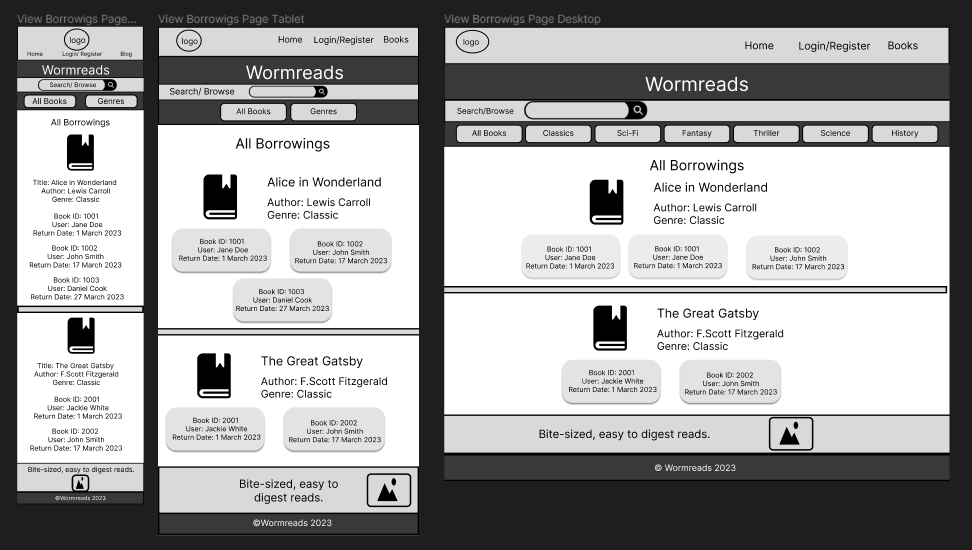 View Borrowigs Page...
logo
Home Login/ Register Blog
Wormreads
Search/ Browse
All Books Genres
All Borrowings
Title: Alice in Wonderland
Author: Lewis Carroll
Genre: Classic
Book ID: 1001
User: Jane Doe
Return Date: 1 March 2023
Book ID: 1002
User: John Smith
Return Date: 17 March 2023
Book ID: 1003
User: Daniel Cook
Return Date: 27 March 2023
Title: The Great Gatsby
Author: F.Scott Fitzgerald
Genre: Classic
Book ID: 2001
User: Jackie White
Return Date: 1 March 2023
Book ID: 2002
User: John Smith
Return Date: 17 March 2023
Bite-sized, easy to digest reads.
©Wormreads 2023
View Borrowigs Page Tablet
logo
Home Login/Register Books
Wormreads
Search/ Browse
All Books Genres
All Borrowings
Alice in Wonderland
Author: Lewis Carroll
Genre: Classic
Book ID: 1001
User: Jane Doe
Return Date: 1 March 2023
Book ID: 1002
User: John Smith
Return Date: 17 March 2023
Book ID: 1003
User: Daniel Cook
Return Date: 27 March 2023
The Great Gatsby
Author: F.Scott Fitzgerald
Genre: Classic
Book ID: 2001
User: Jackie White
Return Date: 1 March 2023
Book ID: 2002
User: John Smith
Return Date: 17 March 2023
Bite-sized, easy to
digest reads.
©Wormreads 2023
View Borrowigs Page Desktop
logo
Home Login/Register Books
Wormreads
Search/Browse
All Books Classics Sci-Fi Fantasy Thriller Science History
All Borrowings
Alice in Wonderland
Author: Lewis Carroll
Genre: Classic
Book ID: 1001
User: Jane Doe
Return Date: 1 March 2023
Book ID: 1001
User: Jane Doe
Return Date: 1 March 2023
Book ID: 1002
User: John Smith
Return Date: 17 March 2023
The Great Gatsby
Author: F.Scott Fitzgerald
Genre: Classic
Book ID: 2001
User: Jackie White
Return Date: 1 March 2023
Book ID: 2002
User: John Smith
Return Date: 17 March 2023
Bite-sized, easy to digest reads.
© Wormreads 2023